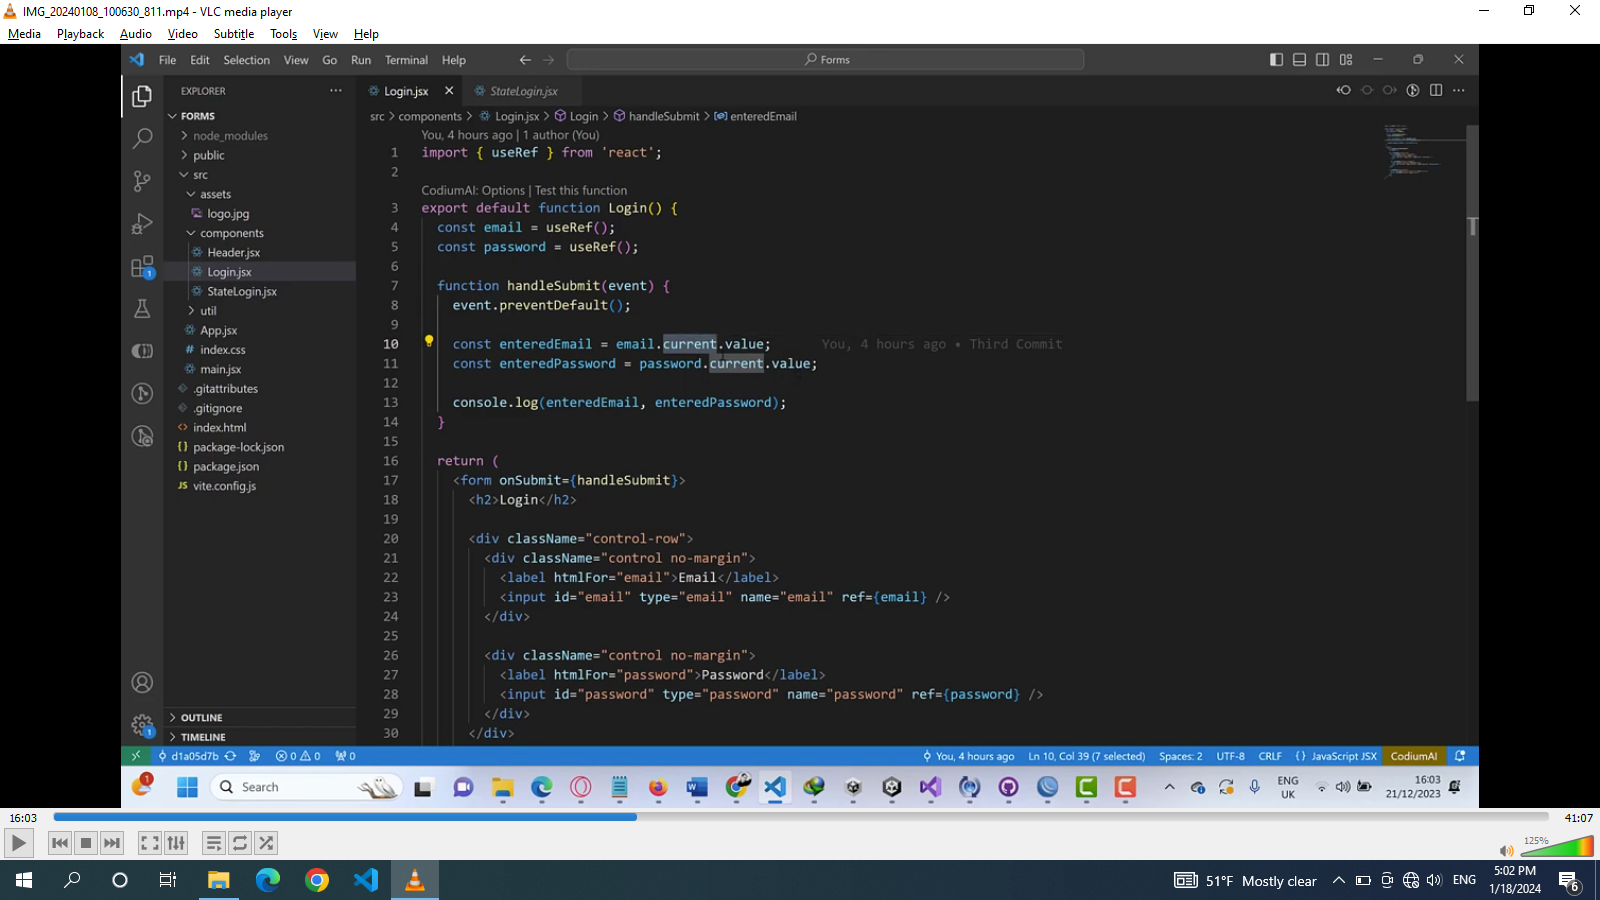 IMG_20240108_100630_811.mp4 - VLC media player
Media Playback Audio Video Subtitle Tools View Help
File Edit Selection View Go Run Terminal Help
Forms
EXPLORER
Login.jsx
StateLogin.jsx
FORMS
node_modules
public
src
assets
logo.jpg
components
Header.jsx
Login.jsx
StateLogin.jsx
util
App.jsx
index.css
main.jsx
.gitattributes
.gitignore
index.html
package-lock.json
package.json
vite.config.js
OUTLINE
TIMELINE
src > components > Login.jsx > Login > handleSubmit > enteredEmail
You, 4 hours ago | 1 author (You)
1 import { useRef } from 'react';
2
CodiumAI: Options | Test this function
3 export default function Login() {
4 const email = useRef();
5 const password = useRef();
6
7 function handleSubmit(event) {
8 event.preventDefault();
9
10 const enteredEmail = email.current.value; You, 4 hours ago • Third Commit
11 const enteredPassword = password.current.value;
12
13 console.log(enteredEmail, enteredPassword);
14 }
15
16 return (
17 <form onSubmit={handleSubmit}>
18 <h2>Login</h2>
19
20 <div className="control-row">
21 <div className="control no-margin">
22 <label htmlFor="email">Email</label>
23 <input id="email" type="email" name="email" ref={email} />
24 </div>
25
26 <div className="control no-margin">
27 <label htmlFor="password">Password</label>
28 <input id="password" type="password" name="password" ref={password} />
29 </div>
30 </div>
d1a05d7b 0 0 0 You, 4 hours ago Ln 10, Col 39 (7 selected) Spaces: 2 UTF-8 CRLF {} JavaScript JSX CodiumAI
1
1
1
Search
ENG
UK
16:03
21/12/2023
16:03
41:07
125%
51°F Mostly clear
ENG
5:02 PM
1/18/2024
6